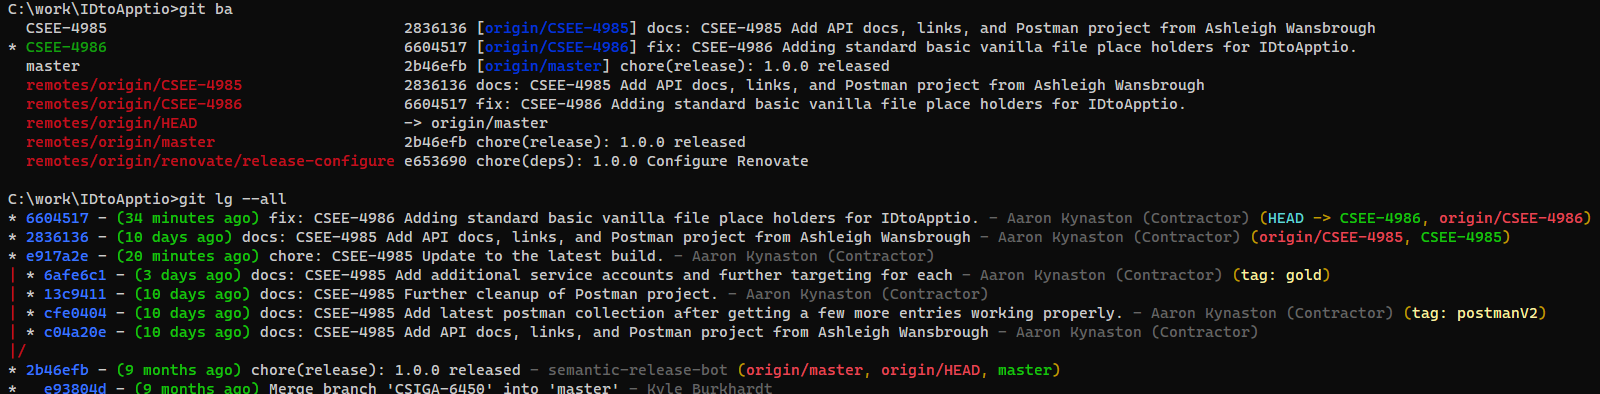 C:\work\IDtoApptio>git ba
  CSEE-4985                                2836136 [origin/CSEE-4985] docs: CSEE-4985 Add API docs, links, and Postman project from Ashleigh Wansbrough
* CSEE-4986                                6604517 [origin/CSEE-4986] fix: CSEE-4986 Adding standard basic vanilla file place holders for IDtoApptio.
  master                                   2b46efb [origin/master] chore(release): 1.0.0 released
  remotes/origin/CSEE-4985                 2836136 docs: CSEE-4985 Add API docs, links, and Postman project from Ashleigh Wansbrough
  remotes/origin/CSEE-4986                 6604517 fix: CSEE-4986 Adding standard basic vanilla file place holders for IDtoApptio.
  remotes/origin/HEAD                      -> origin/master
  remotes/origin/master                    2b46efb chore(release): 1.0.0 released
  remotes/origin/renovate/release-configure e653690 chore(deps): 1.0.0 Configure Renovate
C:\work\IDtoApptio>git lg --all
* 6604517 - (34 minutes ago) fix: CSEE-4986 Adding standard basic vanilla file place holders for IDtoApptio. - Aaron Kynaston (Contractor) (HEAD -> CSEE-4986, origin/CSEE-4986)
* 2836136 - (10 days ago) docs: CSEE-4985 Add API docs, links, and Postman project from Ashleigh Wansbrough - Aaron Kynaston (Contractor) (origin/CSEE-4985, CSEE-4985)
* e917a2e - (20 minutes ago) chore: CSEE-4985 Update to the latest build. - Aaron Kynaston (Contractor)
| * 6afe6c1 - (3 days ago) docs: CSEE-4985 Add additional service accounts and further targeting for each - Aaron Kynaston (Contractor) (tag: gold)
| * 13c9411 - (10 days ago) docs: CSEE-4985 Further cleanup of Postman project. - Aaron Kynaston (Contractor)
| * cfe0404 - (10 days ago) docs: CSEE-4985 Add latest postman collection after getting a few more entries working properly. - Aaron Kynaston (Contractor) (tag: postmanV2)
| * c04a20e - (10 days ago) docs: CSEE-4985 Add API docs, links, and Postman project from Ashleigh Wansbrough - Aaron Kynaston (Contractor)
|/
* 2b46efb - (9 months ago) chore(release): 1.0.0 released - semantic-release-bot (origin/master, origin/HEAD, master)
*   e93804d - (9 months ago) Merge branch 'CSIGA-6450' into 'master' - Kyle Burkhardt